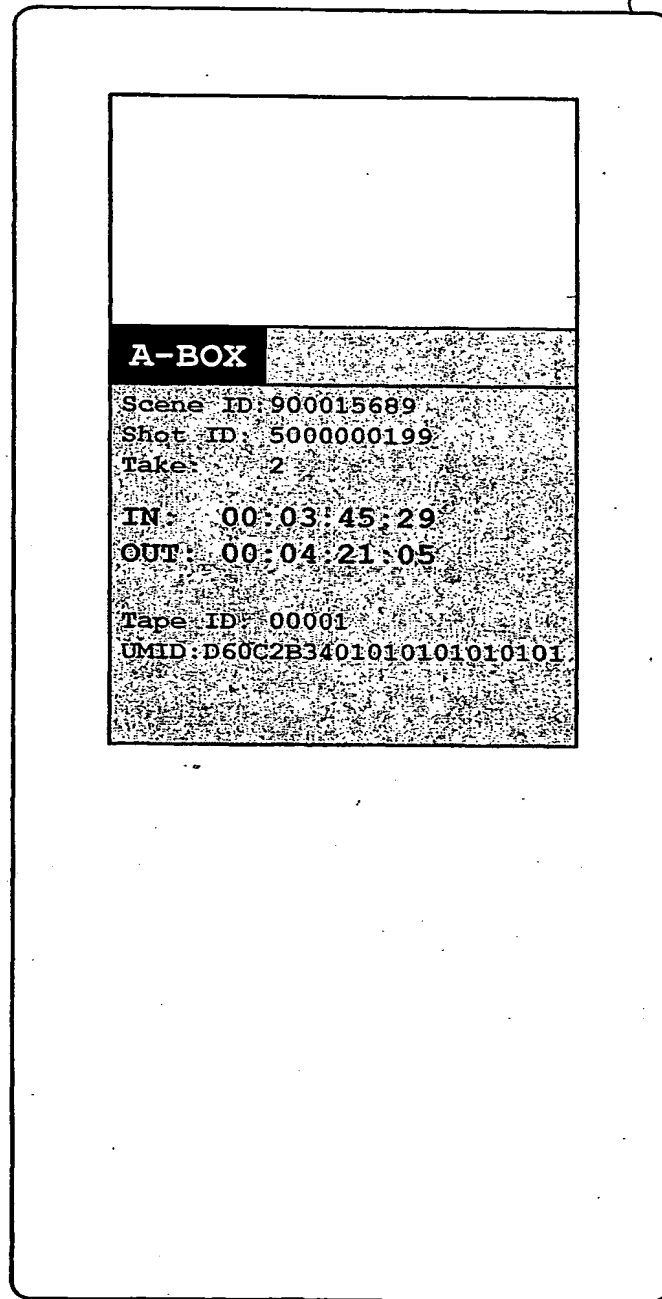 A-BOX
Scene ID:900015689
Shot ID: 5000000199
Take: 2
IN: 00:03:45:29
OUT: 00:04:21:05
Tape ID 00001
UMID:D60C2B3401010101010101